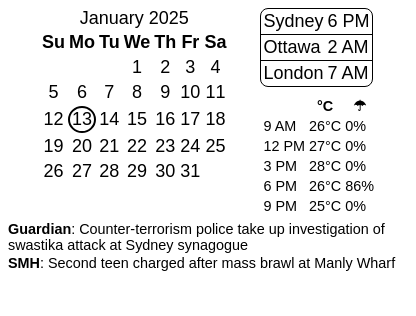 January 2025
Su Mo Tu We Th Fr Sa
1 2 3 4
5 6 7 8 9 10 11
12 13 14 15 16 17 18
19 20 21 22 23 24 25
26 27 28 29 30 31
Sydney 6 PM
Ottawa 2 AM
London 7 AM
°C ☂
9 AM 26°C 0%
12 PM 27°C 0%
3 PM 28°C 0%
6 PM 26°C 86%
9 PM 25°C 0%
Guardian: Counter-terrorism police take up investigation of
swastika attack at Sydney synagogue
SMH: Second teen charged after mass brawl at Manly Wharf